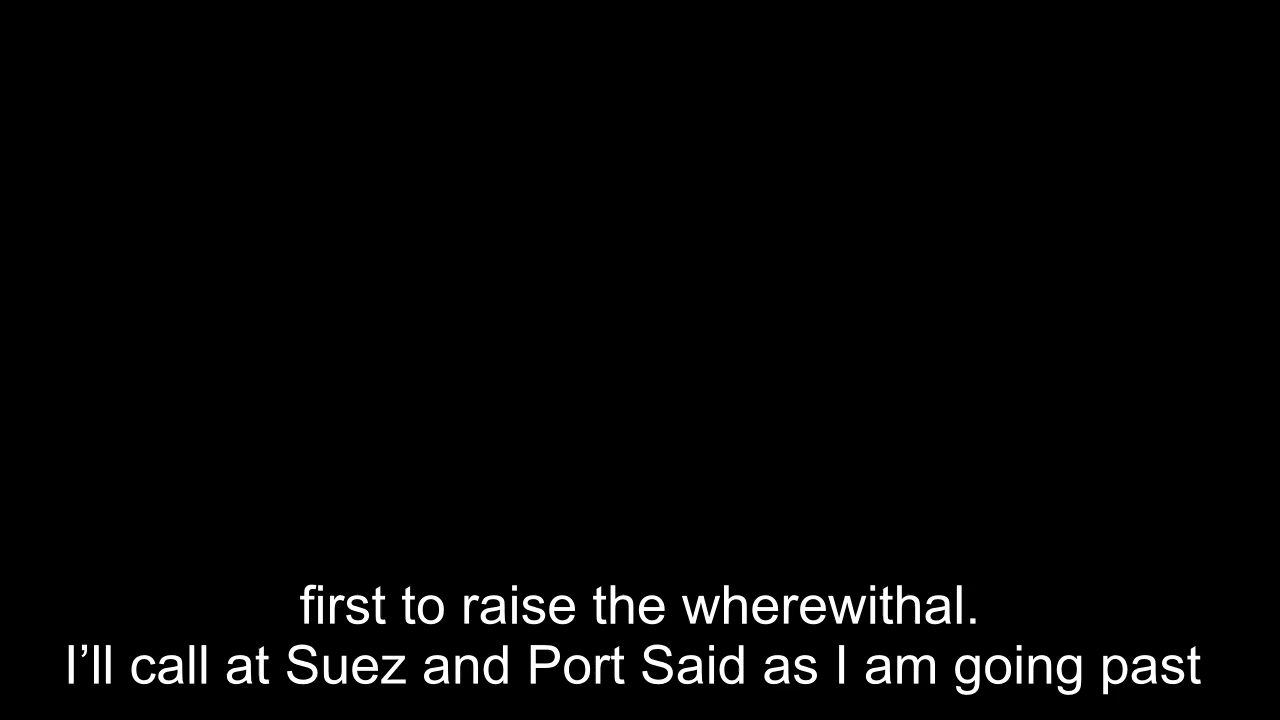 first to raise the wherewithal.
I’ll call at Suez and Port Said as I am going past